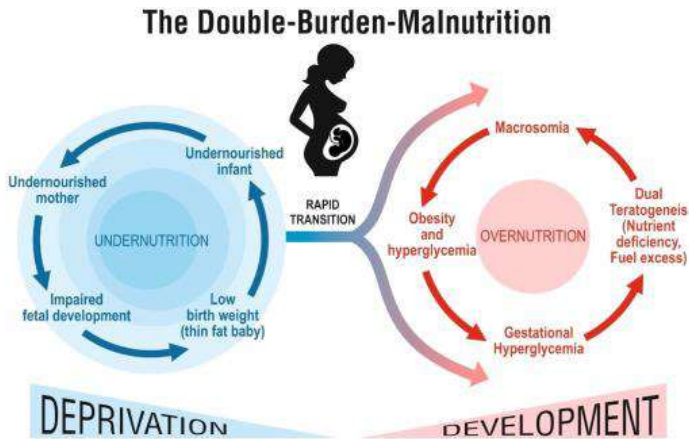 The Double-Burden-Malnutrition
Undernourished
infant
Undernourished
mother
UNDERNUTRITION
Impaired
fetal development
Low
birth weight
(thin fat baby)
RAPID
TRANSITION
Macrosomia
Obesity
and
hyperglycemia
OVERNUTRITION
Dual
Teratogeneis
(Nutrient
deficiency,
Fuel excess)
Gestational
Hyperglycemia
DEPRIVATION
DEVELOPMENT